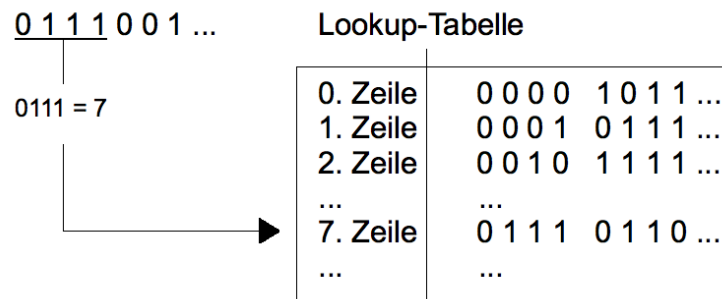 0 1 1 1 0 0 1 ...
Lookup-Tabelle
0111 = 7
0. Zeile 0 0 0 0 1 0 1 1 ...
1. Zeile 0 0 0 1 0 1 1 1 ...
2. Zeile 0 0 1 0 1 1 1 1 ...
... ...
7. Zeile 0 1 1 1 0 1 1 0 ...
... ...